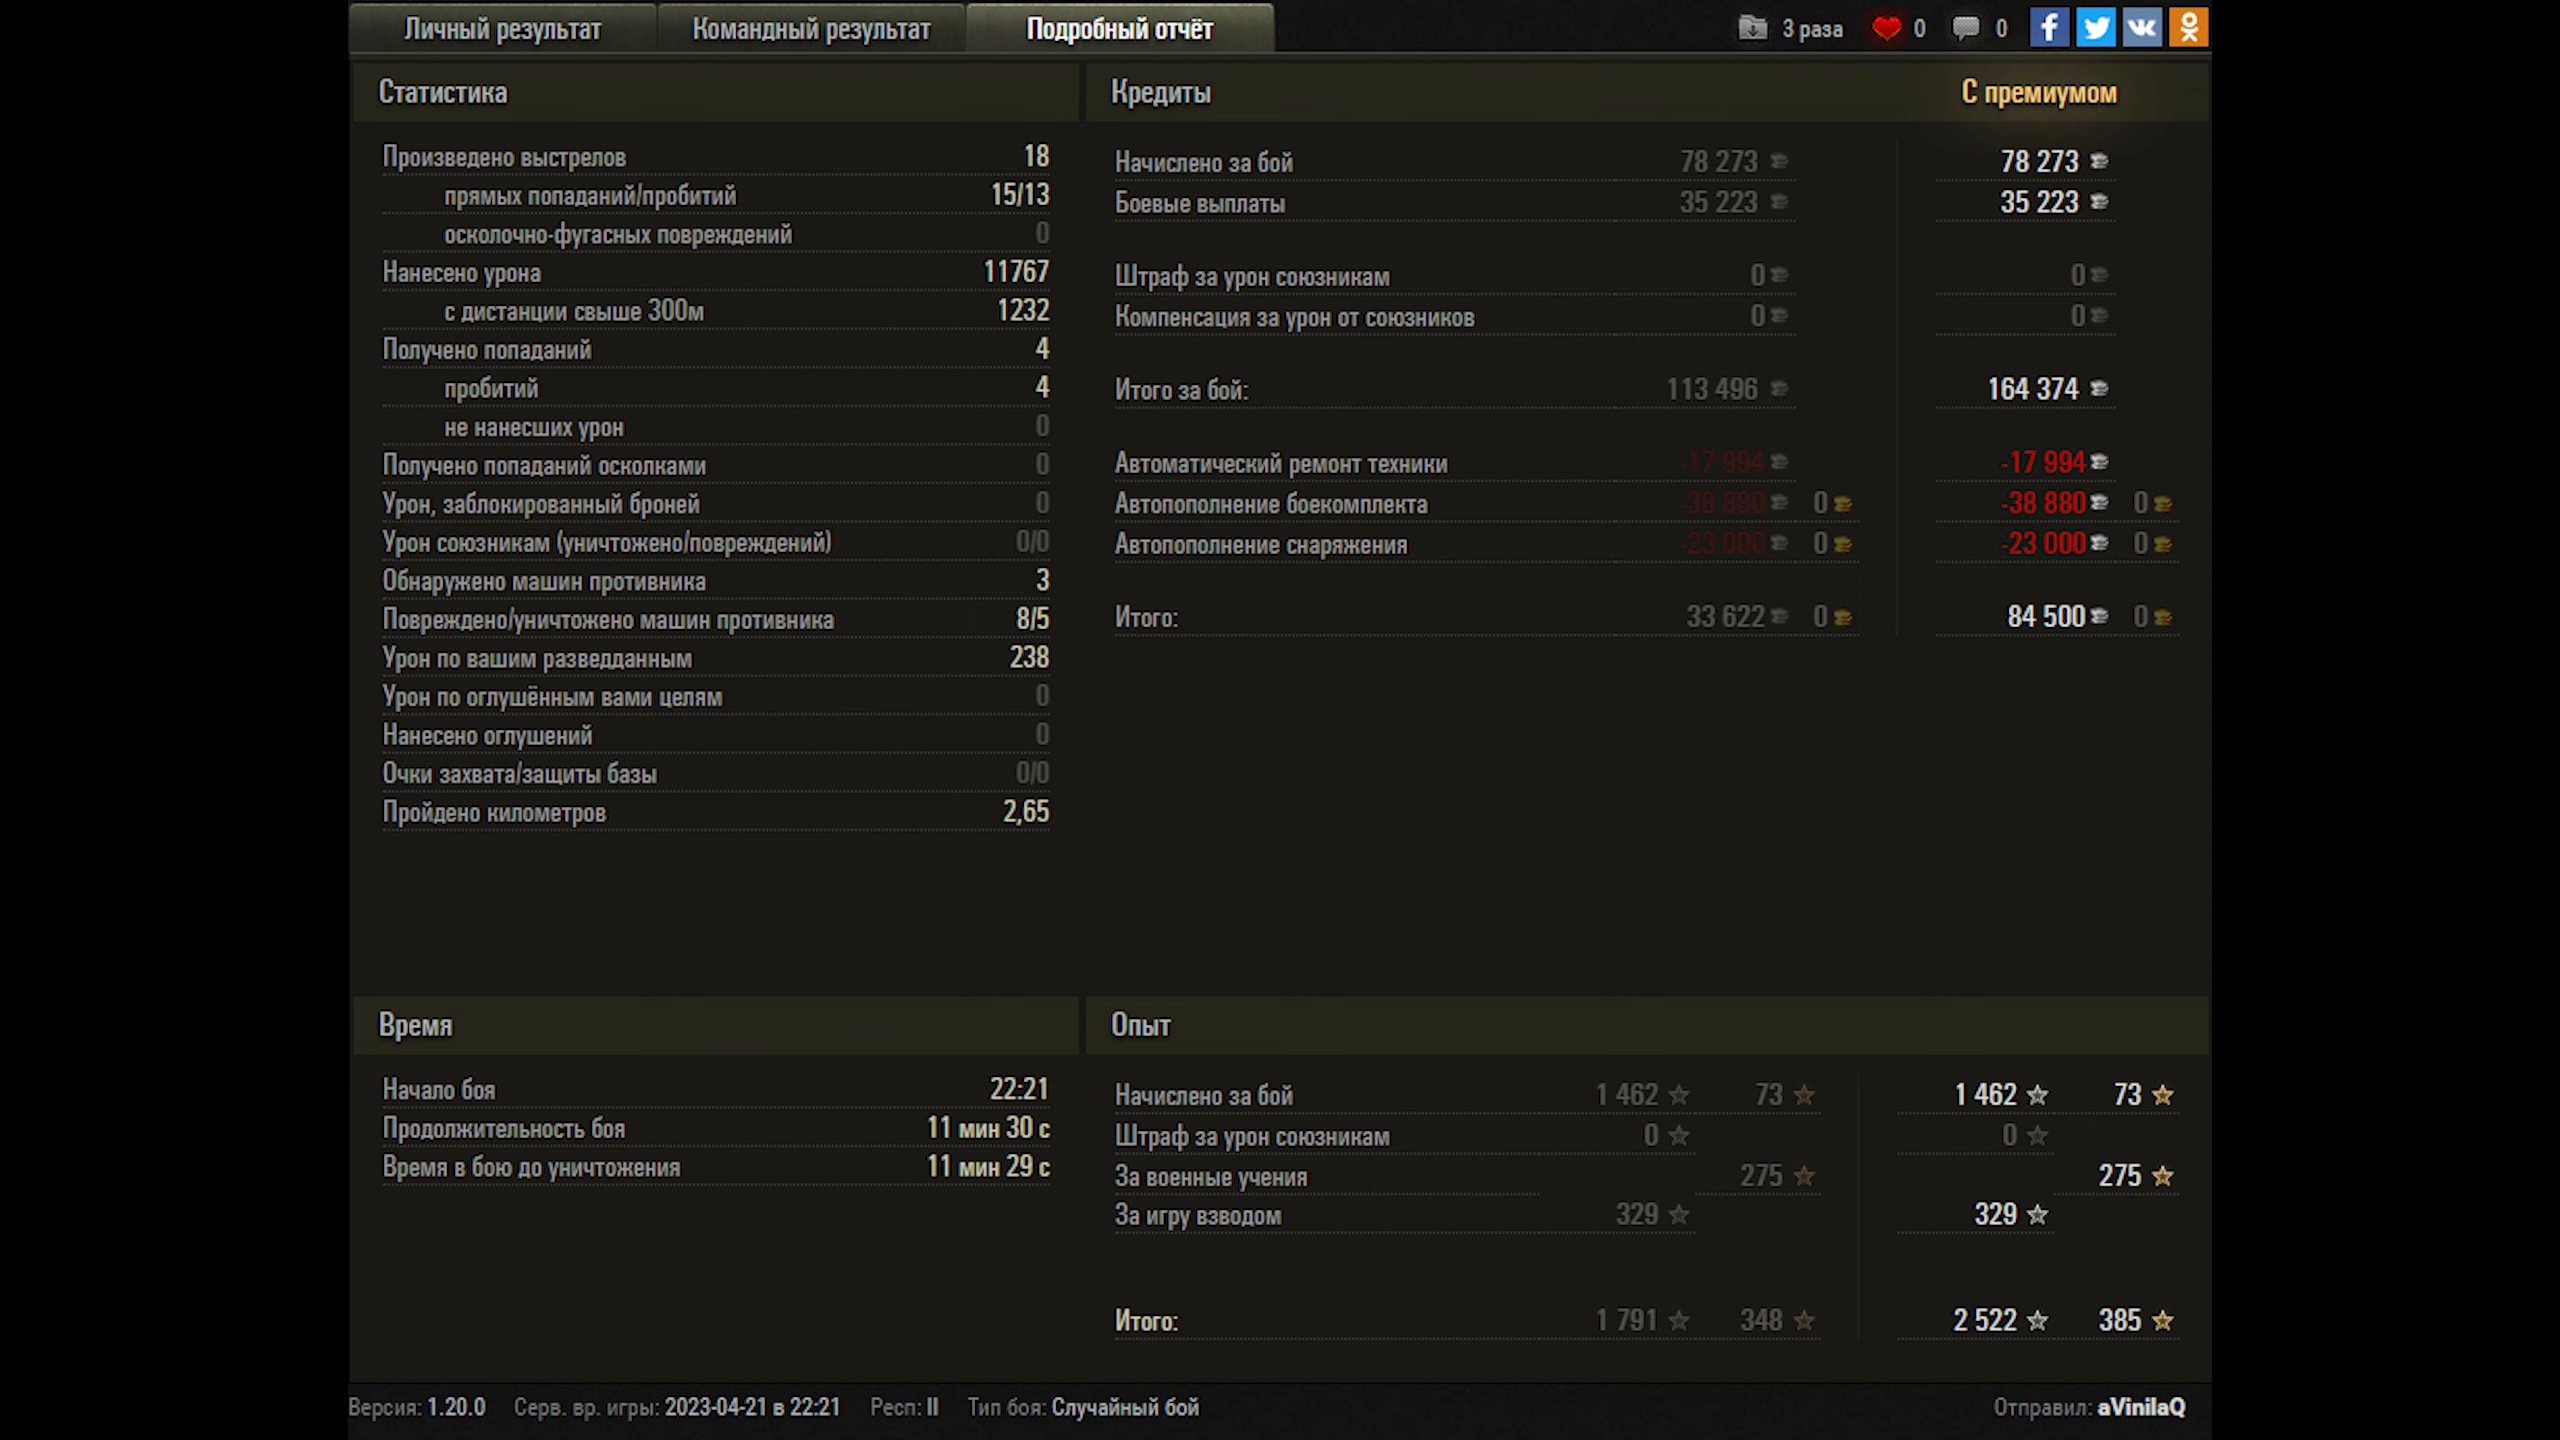 Личный результат Командный результат Подробный отчёт 3 раза 0 0
Статистика
Произведено выстрелов 18
прямых попаданий/пробитий 15/13
осколочно-фугасных повреждений 0
Нанесено урона 11767
с дистанции свыше 300м 1232
Получено попаданий 4
пробитий 4
не нанесших урон 0
Получено попаданий осколками 0
Урон, заблокированный броней 0
Урон союзникам (уничтожено/повреждений) 0/0
Обнаружено машин противника 3
Повреждено/уничтожено машин противника 8/5
Урон по вашим разведданным 238
Урон по оглушённым вами целям 0
Нанесено оглушений 0
Очки захвата/защиты базы 0/0
Пройдено километров 2,65
Кредиты С премиумом
Начислено за бой 78 273 78 273
Боевые выплаты 35 223 35 223
Штраф за урон союзникам 0 0
Компенсация за урон от союзников 0 0
Итого за бой: 113 496 164 374
Автоматический ремонт техники -17 994 -17 994
Автопополнение боекомплекта -38 880 0 -38 880 0
Автопополнение снаряжения -23 000 0 -23 000 0
Итого: 33 622 0 84 500 0
Время
Начало боя 22:21
Продолжительность боя 11 мин 30 с
Время в бою до уничтожения 11 мин 29 с
Опыт
Начислено за бой 1 462 73 1 462 73
Штраф за урон союзникам 0 0
За военные учения 275 275
За игру взводом 329 329
Итого: 1 791 348 2 522 385
Версия: 1.20.0 Серв. вр. игры: 2023-04-21 в 22:21 Респ: II Тип боя: Случайный бой Отправил: aVinilaQ